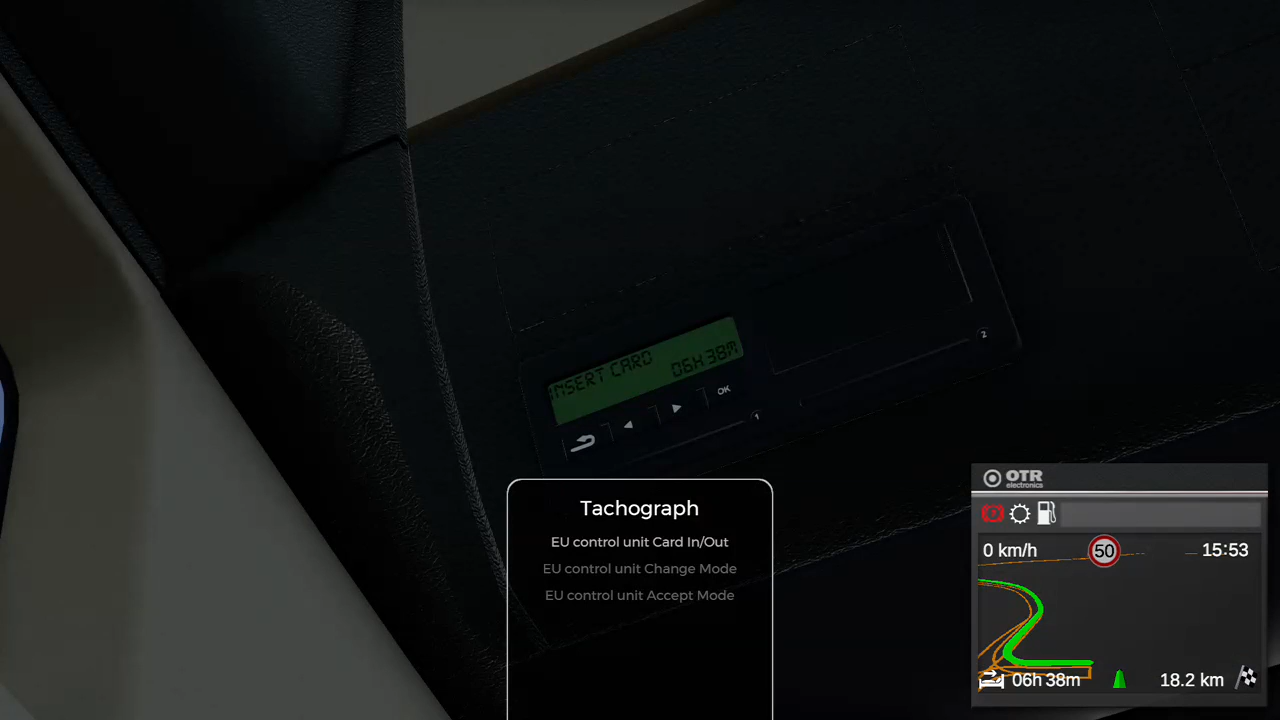 INSERT CARD
06H38M
OK
1
2
Tachograph
EU control unit Card In/Out
EU control unit Change Mode
EU control unit Accept Mode
OTR
electronics
0 km/h
50
15:53
06h 38m
18.2 km